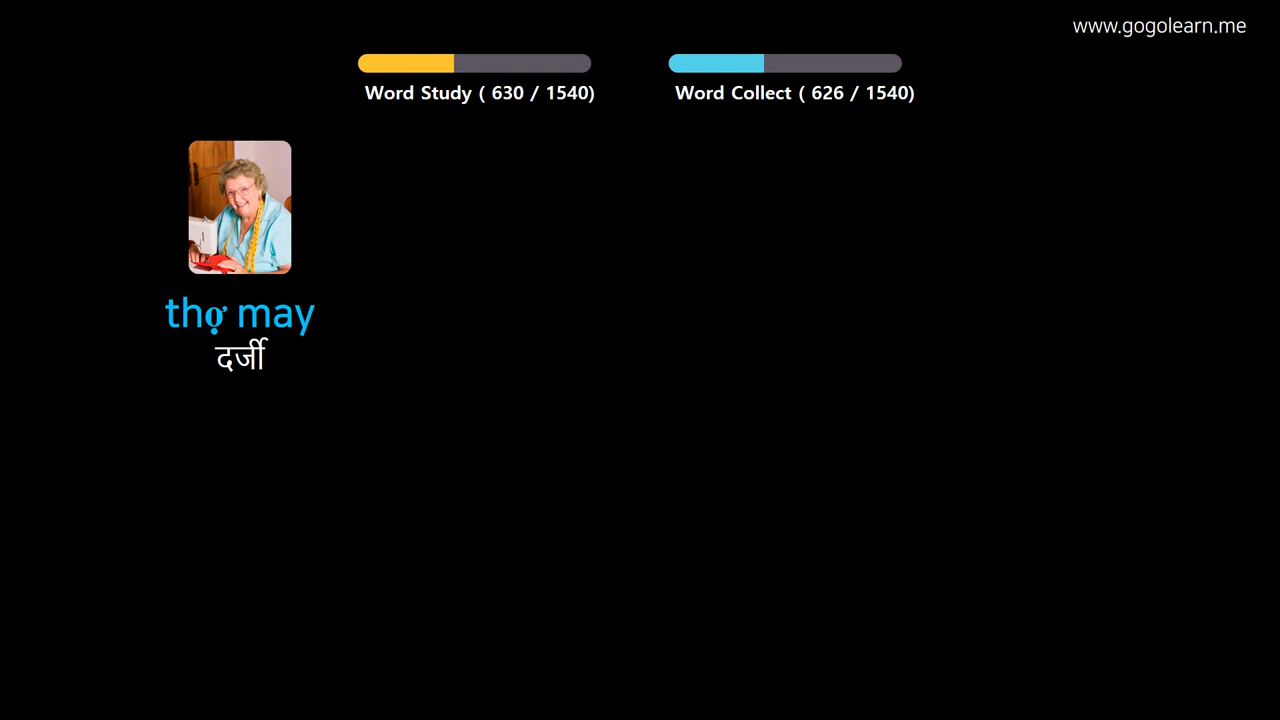 www.gogolearn.me
Word Study ( 630 / 1540)
Word Collect ( 626 / 1540)
thợ may
दर्जी